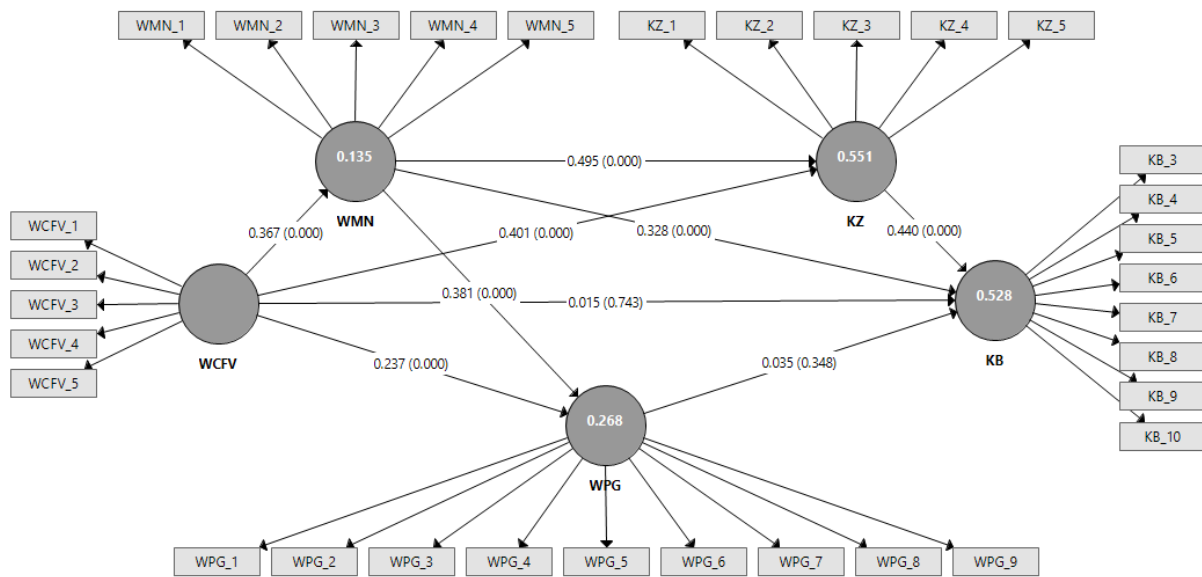 WMN_1 WMN_2 WMN_3 WMN_4 WMN_5 KZ_1 KZ_2 KZ_3 KZ_4 KZ_5
0.135
0.551
KB_3
0.495 (0.000)
KB_4
WMN
KZ
WCFV_1
0.367 (0.000)
0.401 (0.000)
0.328 (0.000)
0.440 (0.000)
KB_5
WCFV_2
KB_6
WCFV_3
0.381 (0.000)
0.015 (0.743)
0.528
KB_7
WCFV_4
WCFV
0.237 (0.000)
0.035 (0.348)
KB
KB_8
WCFV_5
KB_9
0.268
KB_10
WPG
WPG_1 WPG_2 WPG_3 WPG_4 WPG_5 WPG_6 WPG_7 WPG_8 WPG_9